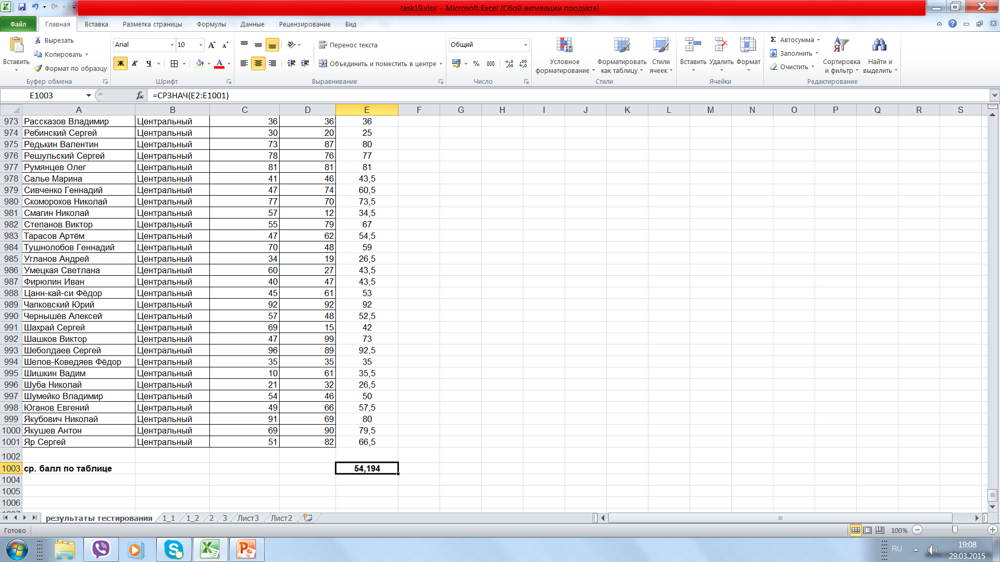 task19.xlsx - Microsoft Excel (Сбой активации продукта)
Файл Главная Вставка Разметка страницы Формулы Данные Рецензирование Вид
Вставить
Вырезать
Копировать
Формат по образцу
Буфер обмена
Arial 10
Ж К Ч А
Шрифт
Перенос текста
Объединить и поместить в центре
Выравнивание
Общий
% 000
Число
Условное форматирование
Форматировать как таблицу
Стили ячеек
Стили
Вставить Удалить Формат
Ячейки
Σ Автосумма
Заполнить
Очистить
Сортировка и фильтр
Найти и выделить
Редактирование
E1003 fx =СРЗНАЧ(E2:E1001)
A B C D E F G H I J K L M N O P Q R S
973 Рассказов Владимир Центральный 36 36 36
974 Ребинский Сергей Центральный 30 20 25
975 Редькин Валентин Центральный 73 87 80
976 Решульский Сергей Центральный 78 76 77
977 Румянцев Олег Центральный 81 81 81
978 Салье Марина Центральный 41 46 43,5
979 Сивченко Геннадий Центральный 47 74 60,5
980 Скоморохов Николай Центральный 77 70 73,5
981 Смагин Николай Центральный 57 12 34,5
982 Степанов Виктор Центральный 55 79 67
983 Тарасов Артём Центральный 47 62 54,5
984 Тушнолобов Геннадий Центральный 70 48 59
985 Угланов Андрей Центральный 34 19 26,5
986 Умецкая Светлана Центральный 60 27 43,5
987 Фирюлин Иван Центральный 40 47 43,5
988 Цанн-кай-си Фёдор Центральный 45 61 53
989 Чапковский Юрий Центральный 92 92 92
990 Чернышёв Алексей Центральный 57 48 52,5
991 Шахрай Сергей Центральный 69 15 42
992 Шашков Виктор Центральный 47 99 73
993 Шеболдаев Сергей Центральный 96 89 92,5
994 Шелов-Коведяев Фёдор Центральный 35 35 35
995 Шишкин Вадим Центральный 10 61 35,5
996 Шуба Николай Центральный 21 32 26,5
997 Шумейко Владимир Центральный 54 46 50
998 Юганов Евгений Центральный 49 66 57,5
999 Якубович Николай Центральный 91 69 80
1000 Якушев Антон Центральный 69 90 79,5
1001 Яр Сергей Центральный 51 82 66,5
1002
1003 ср. балл по таблице 54,194
1004
1005
1006
результаты тестирования 1_1 1_2 2 3 Лист3 Лист2
Готово 100%
RU 19:08
29.03.2015